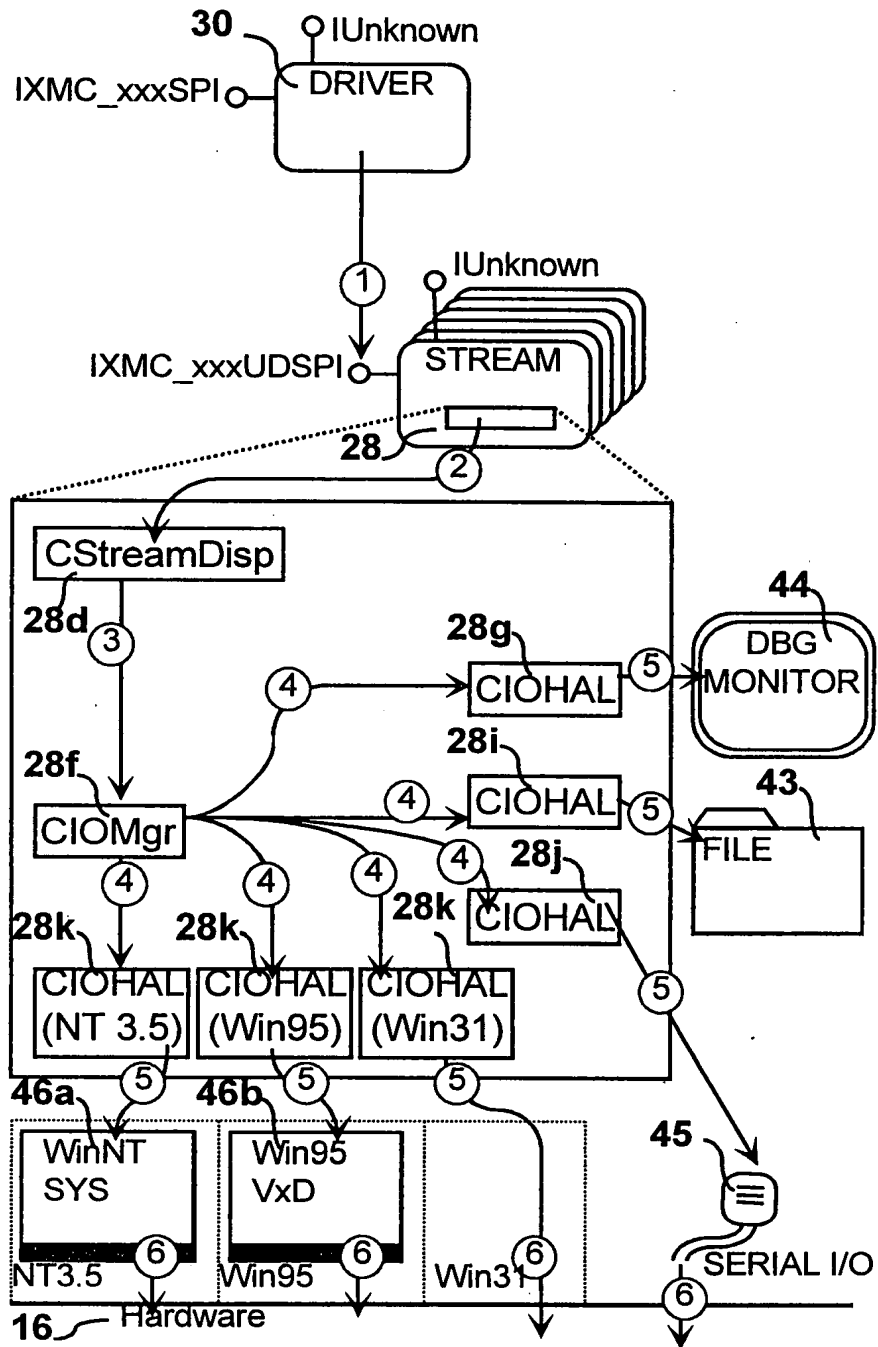 30
IUnknown
IXMC_xxxSPI
DRIVER
1
IUnknown
IXMC_xxxUDSPI
STREAM
28
2
CStreamDisp
28d
3
28g
CIOHAL
5
44
DBG
MONITOR
4
28f
CIOMgr
4
28i
CIOHAL
5
43
FILE
4
4
4
4
28j
CIOHAL
5
28k
CIOHAL
(NT 3.5)
28k
CIOHAL
(Win95)
28k
CIOHAL
(Win31)
5
5
5
46a
WinNT
SYS
6
NT3.5
46b
Win95
VxD
6
Win95
Win31
6
45
SERIAL I/O
6
16
Hardware